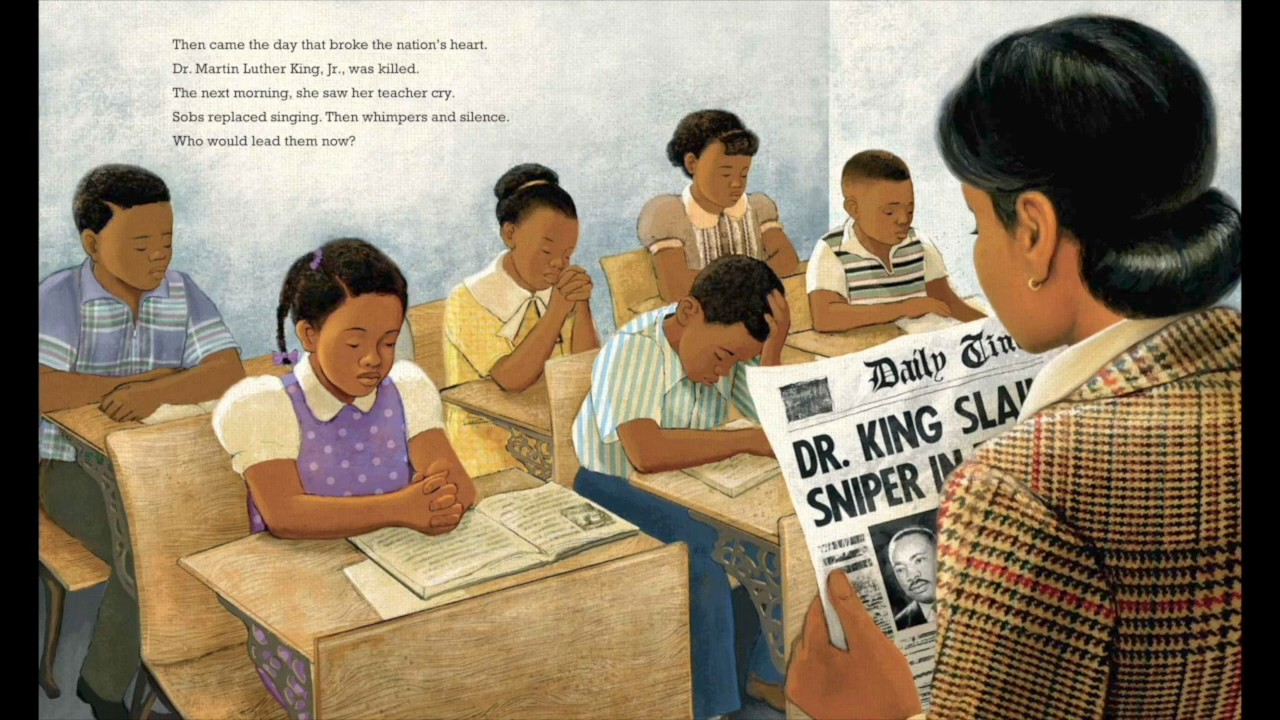 Then came the day that broke the nation's heart.
Dr. Martin Luther King, Jr., was killed.
The next morning, she saw her teacher cry.
Sobs replaced singing. Then whimpers and silence.
Who would lead them now?
Daily
DR. KING
SNIPER IN